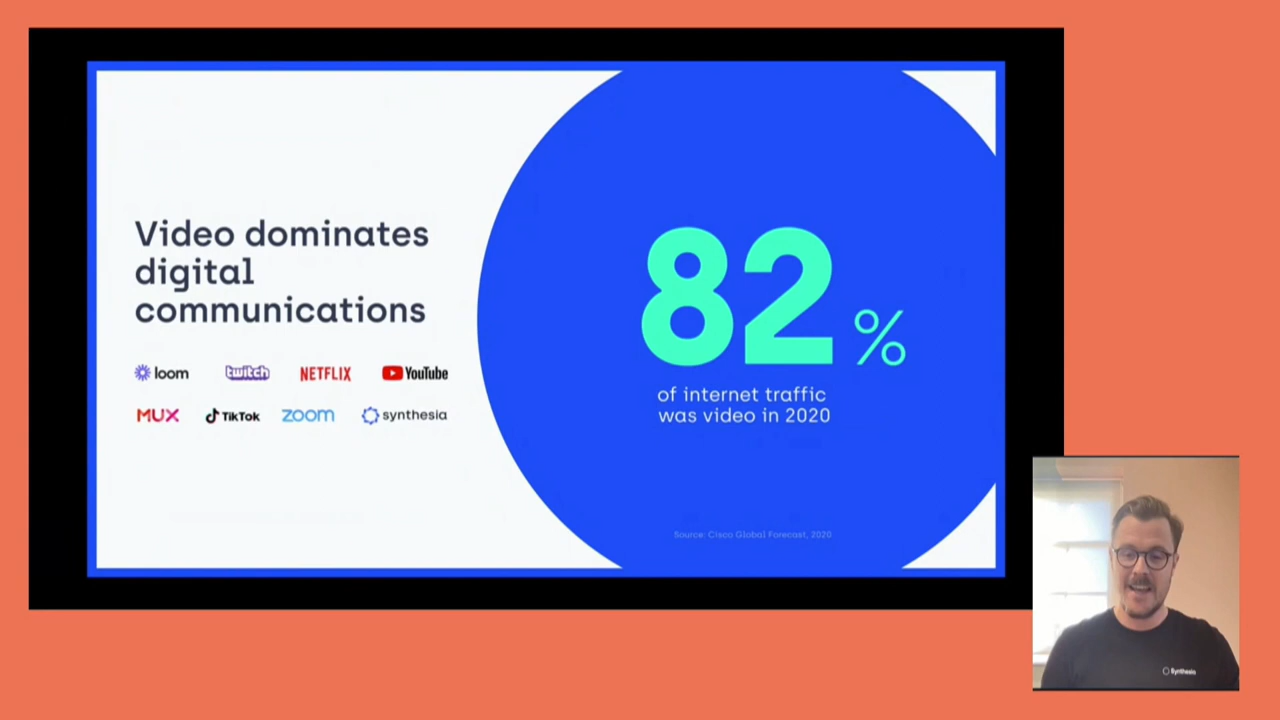 Video dominates
digital
communications
loom twitch NETFLIX YouTube
MUX TikTok zoom synthesia
82 %
of internet traffic
was video in 2020
Source: Cisco Global Forecast, 2020
Synthesia